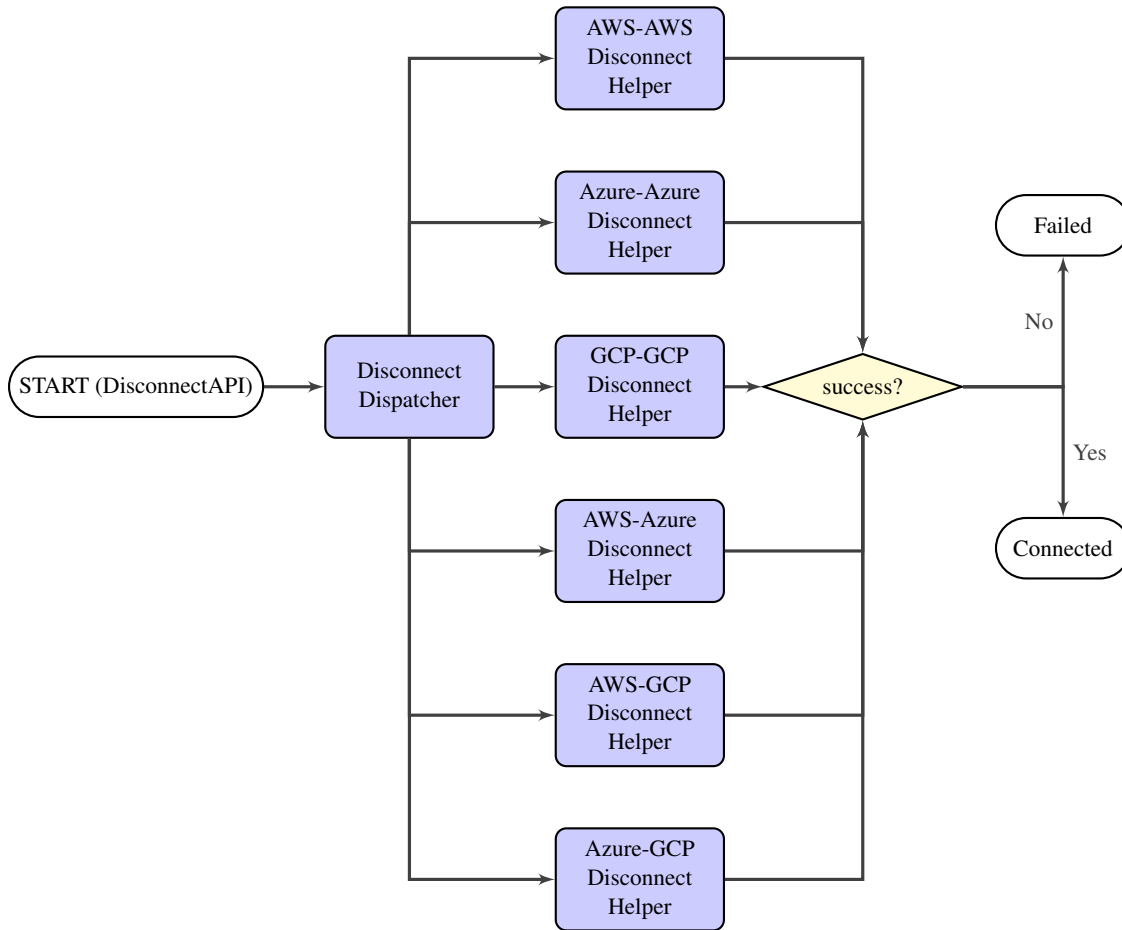 START (DisconnectAPI)
Disconnect
Dispatcher
AWS-AWS
Disconnect
Helper
Azure-Azure
Disconnect
Helper
GCP-GCP
Disconnect
Helper
AWS-Azure
Disconnect
Helper
AWS-GCP
Disconnect
Helper
Azure-GCP
Disconnect
Helper
success?
No
Failed
Yes
Connected